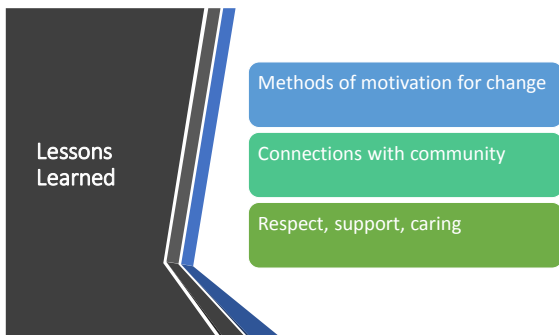 Lessons
Learned
Methods of motivation for change
Connections with community
Respect, support, caring